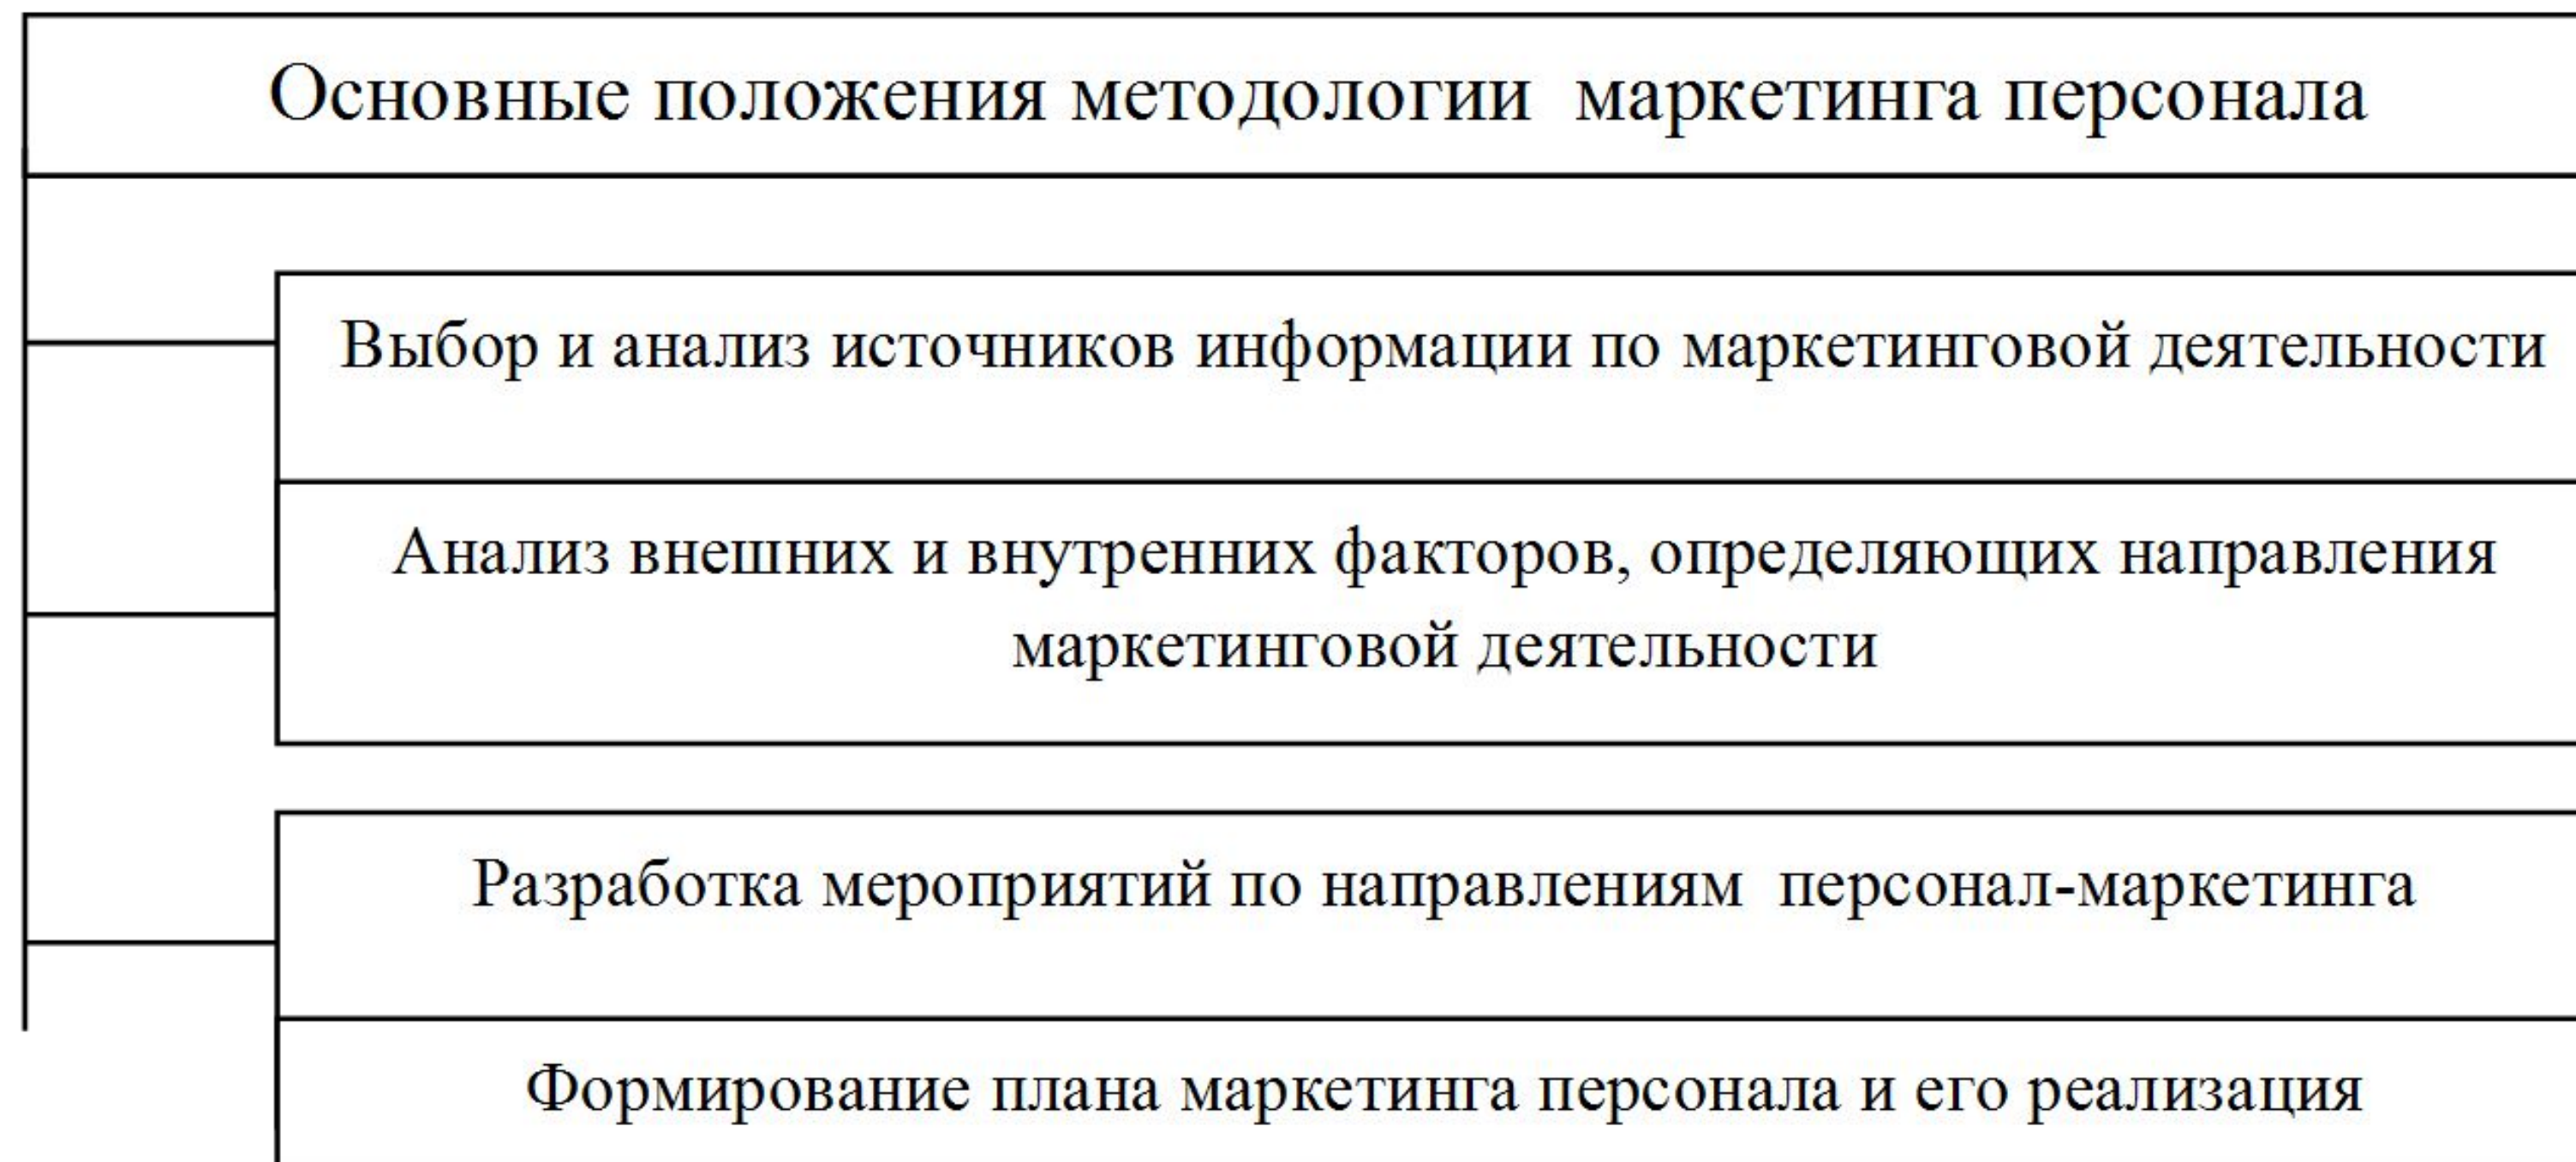 Основные положения методологии маркетинга персонала
Выбор и анализ источников информации по маркетинговой деятельности
Анализ внешних и внутренних факторов, определяющих направления
маркетинговой деятельности
Разработка мероприятий по направлениям персонал-маркетинга
Формирование плана маркетинга персонала и его реализация